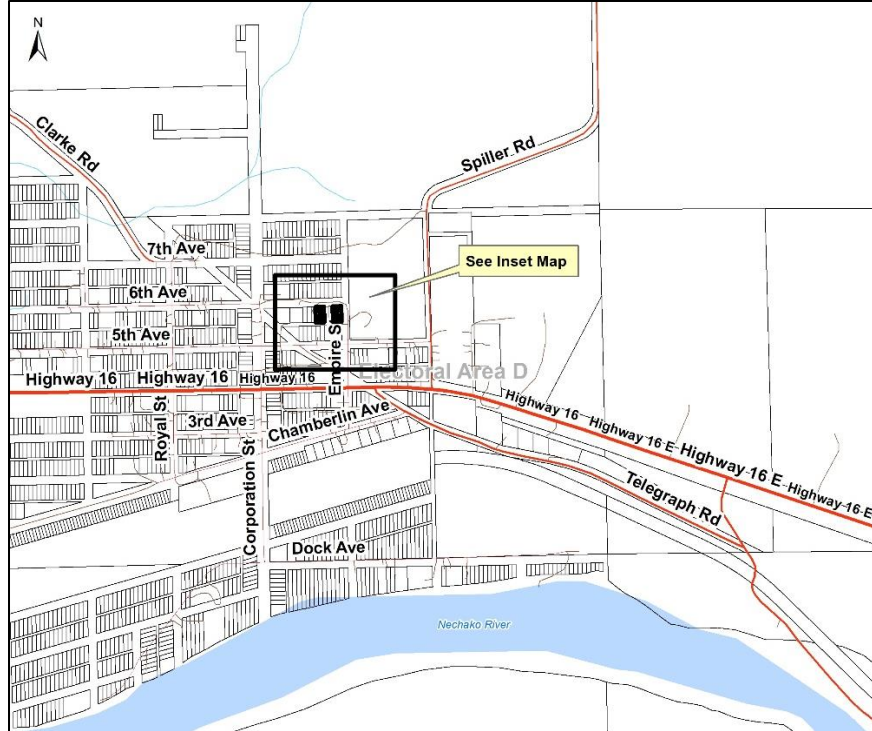 N
Clarke Rd
Spiller Rd
7th Ave
See Inset Map
6th Ave
5th Ave
Empire St
Electoral Area D
Highway 16
Highway 16
Highway 16
Highway 16
Royal St
3rd Ave
Chamberlin Ave
Corporation St
Highway 16 E
Highway 16 E
Highway 16 E
Telegraph Rd
Dock Ave
Nechako River